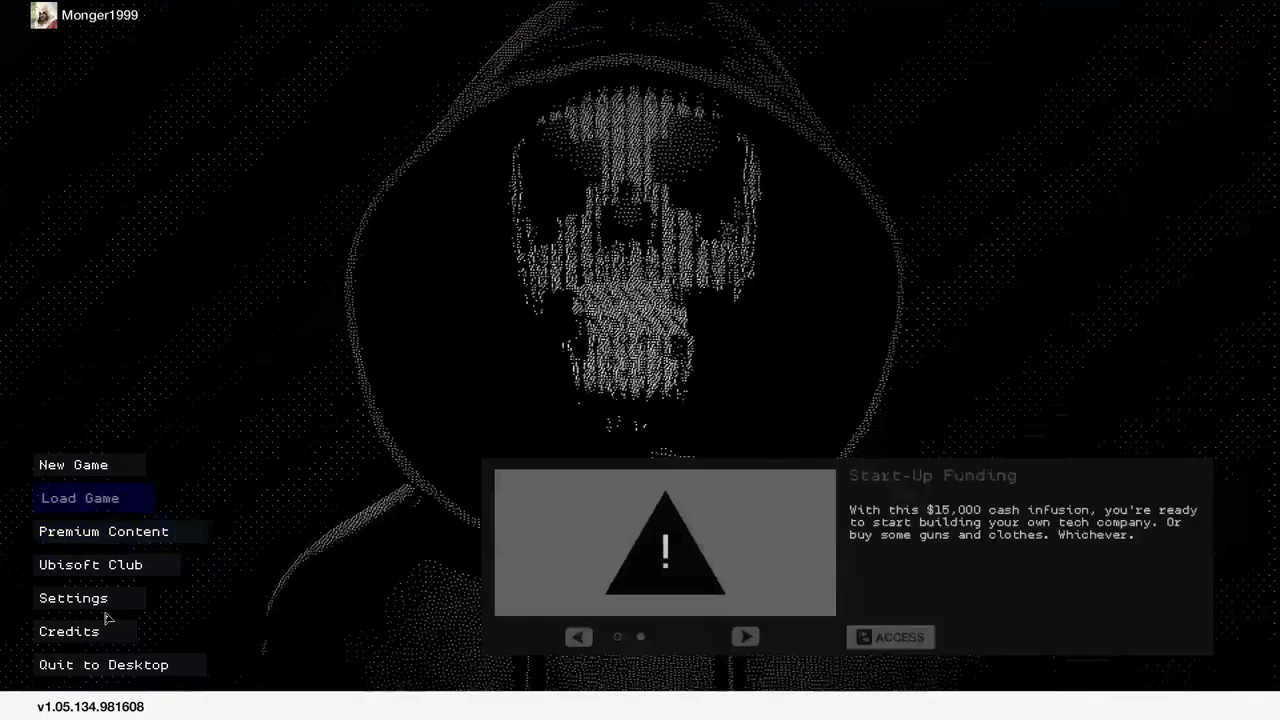 Monger1999
New Game
Load Game
Premium Content
Ubisoft Club
Settings
Credits
Quit to Desktop
Start-Up Funding
With this $15,000 cash infusion, you're ready
to start building your own tech company. Or
buy some guns and clothes. Whichever.
!
ACCESS
v1.05.134.981608